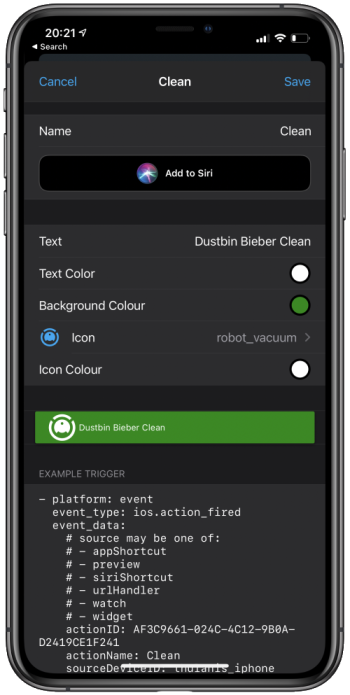 20:21
Search
Cancel Clean Save
Name Clean
Add to Siri
Text Dustbin Bieber Clean
Text Color
Background Colour
Icon robot_vacuum
Icon Colour
Dustbin Bieber Clean
EXAMPLE TRIGGER
- platform: event
event_type: ios.action_fired
event_data:
# source may be one of:
# - appShortcut
# - preview
# - siriShortcut
# - urlHandler
# - watch
# - widget
actionID: AF3C9661-024C-4C12-9B0A-
D2419CE1F241
actionName: Clean
sourceDeviceID: thulanis_iphone